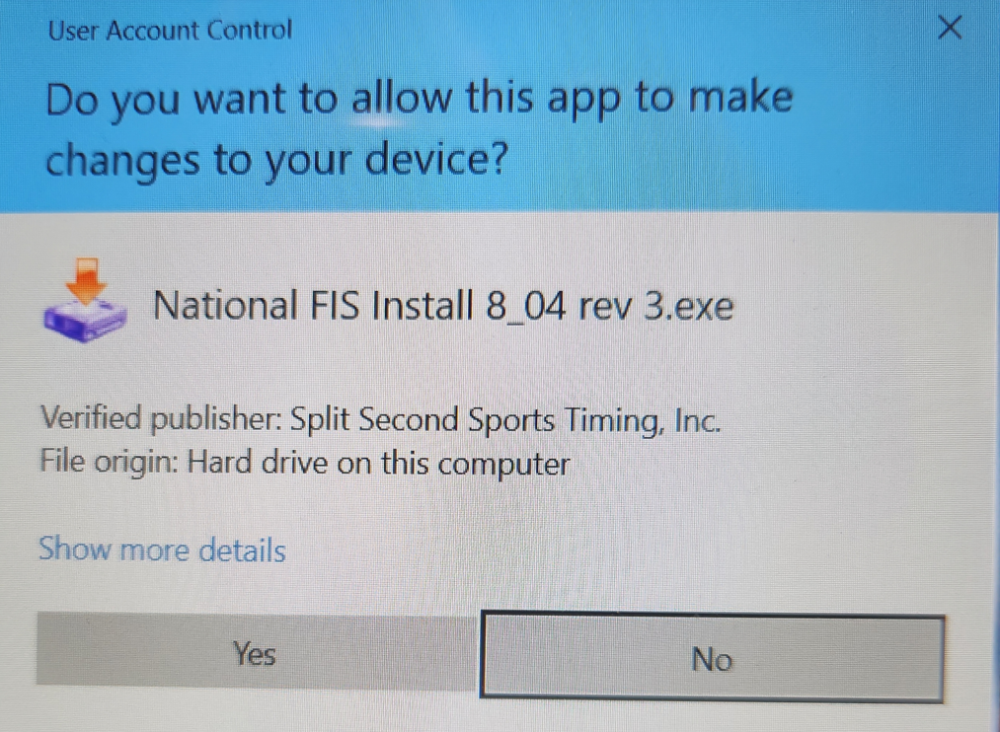 User Account Control
Do you want to allow this app to make
changes to your device?
National FIS Install 8_04 rev 3.exe
Verified publisher: Split Second Sports Timing, Inc.
File origin: Hard drive on this computer
Show more details
Yes
No